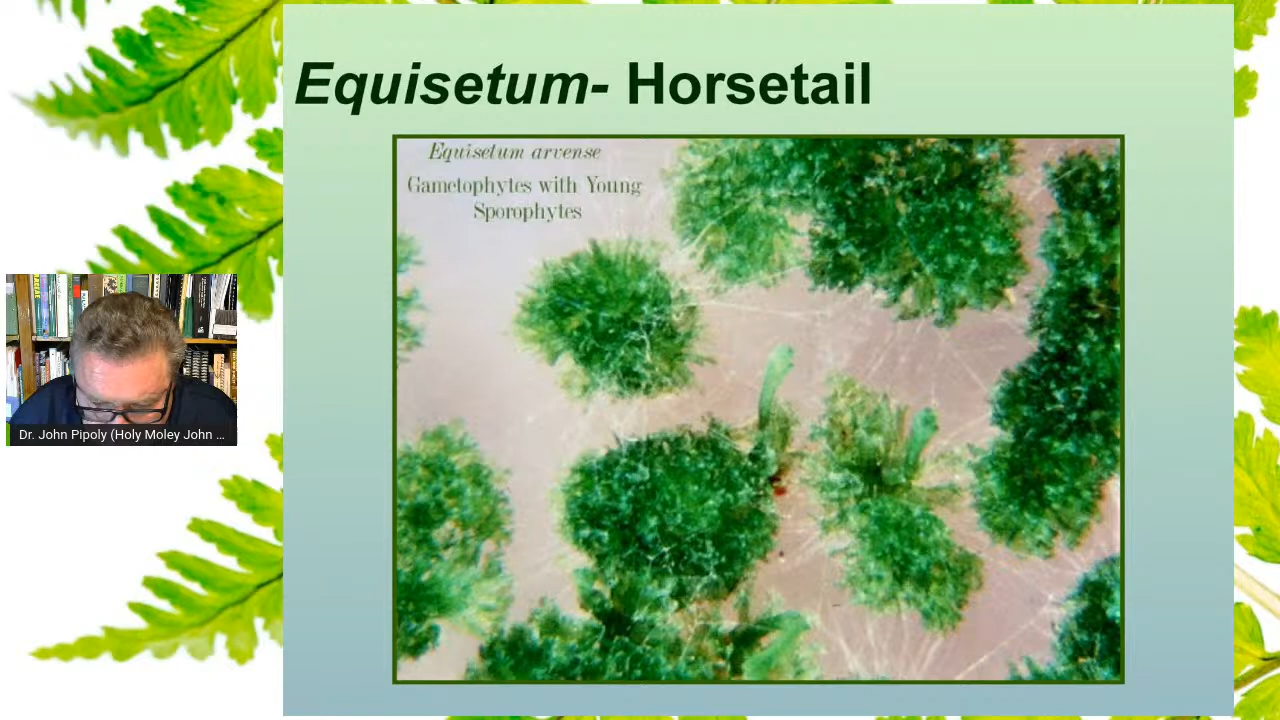 Equisetum- Horsetail
Equisetum arvense
Gametophytes with Young
Sporophytes
Dr. John Pipoly (Holy Moley John ...